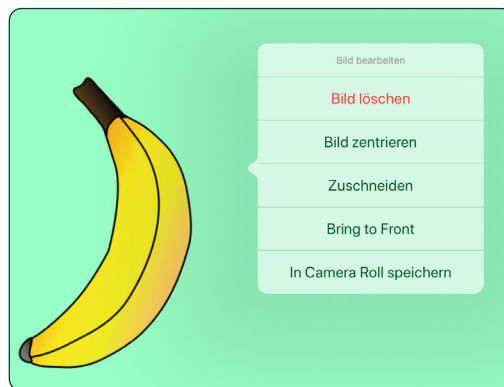 Bild bearbeiten
Bild löschen
Bild zentrieren
Zuschneiden
Bring to Front
In Camera Roll speichern